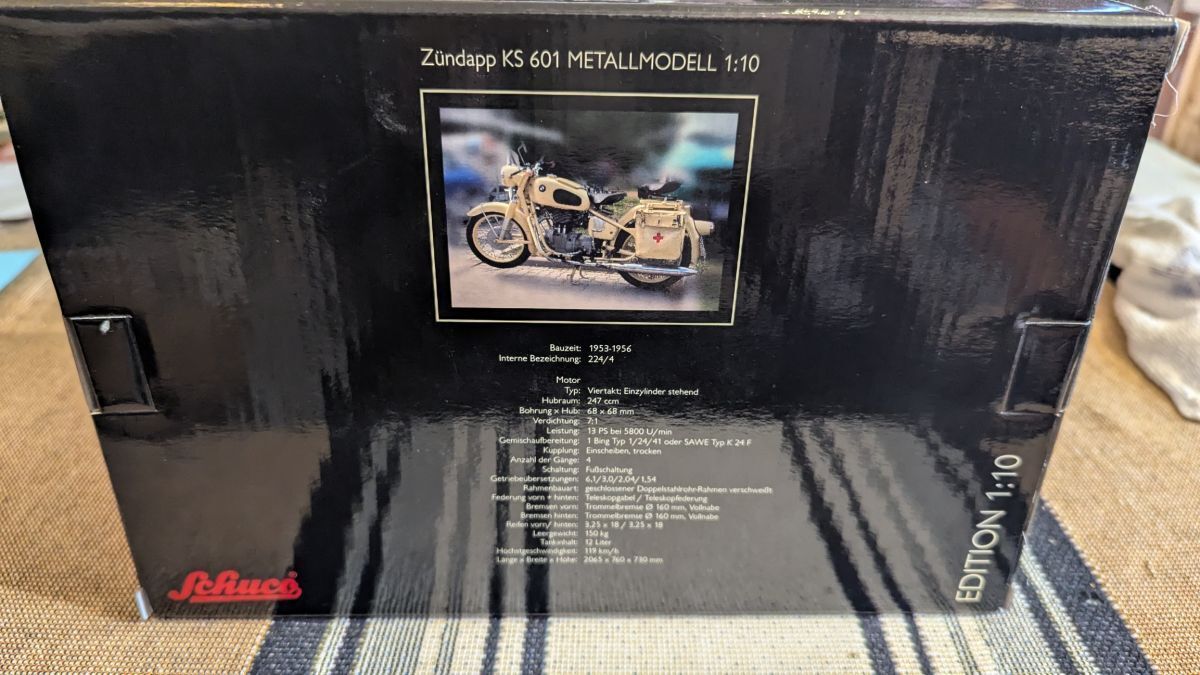 Zündapp KS 601 METALLMODELL 1:10
Bauzeit: 1953-1956
Interne Bezeichnung: 224/4
Motor
Typ: Viertakt; Einzylinder stehend
Hubraum: 247 ccm
Bohrung x Hub: 68 x 68 mm
Verdichtung: 7:1
Leistung: 13 PS bei 5800 U/min
Gemischaufbereitung: 1 Bing Typ 1/24/41 oder SAWE Typ K 24 F
Kupplung: Einscheiben, trocken
Anzahl der Gänge: 4
Schaltung: Fußschaltung
Getriebeübersetzungen: 6,1/3,0/2,04/1,54
Rahmenbauart: geschlossener Doppelstahlrohr-Rahmen verschweißt
Federung vorn + hinten: Teleskopgabel / Teleskopfederung
Bremsen vorn: Trommelbremse Ø 160 mm, Vollnabe
Bremsen hinten: Trommelbremse Ø 160 mm, Vollnabe
Reifen vorn/ hinten: 3,25 x 18 / 3,25 x 18
Leergewicht: 150 kg
Tankinhalt: 12 Liter
Höchstgeschwindigkeit: 119 km/h
Länge x Breite x Höhe: 2065 x 760 x 730 mm
Schuco
EDITION 1:10